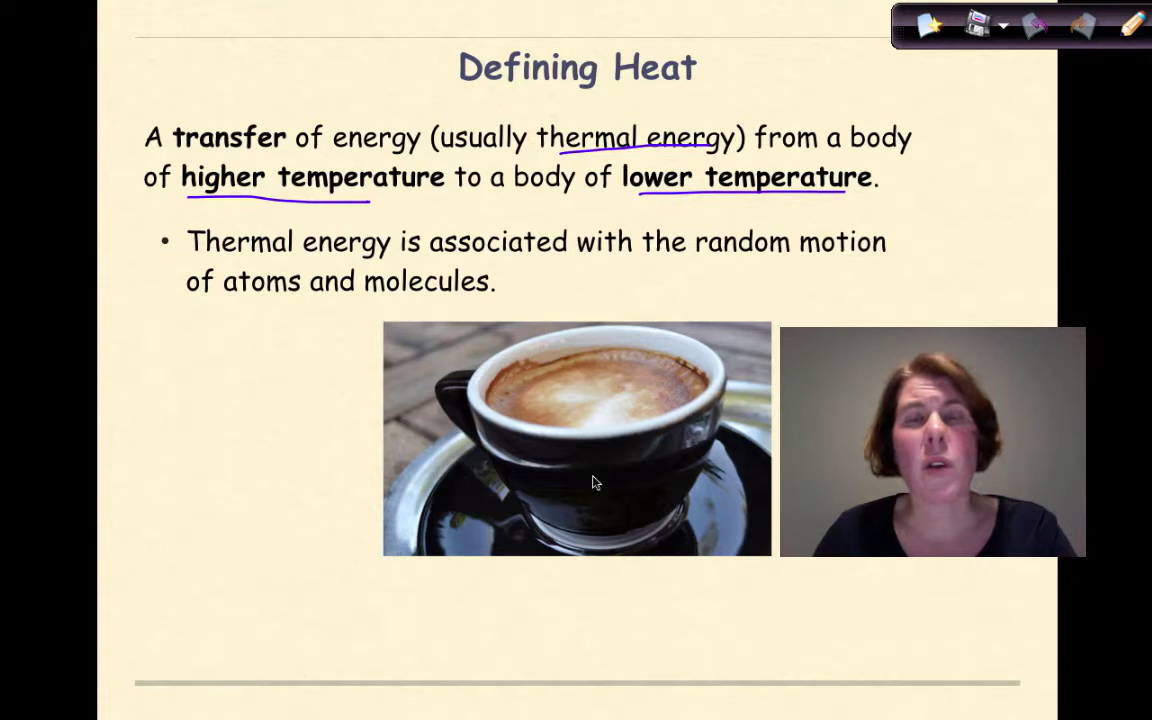 Defining Heat
A transfer of energy (usually thermal energy) from a body
of higher temperature to a body of lower temperature.
• Thermal energy is associated with the random motion
of atoms and molecules.